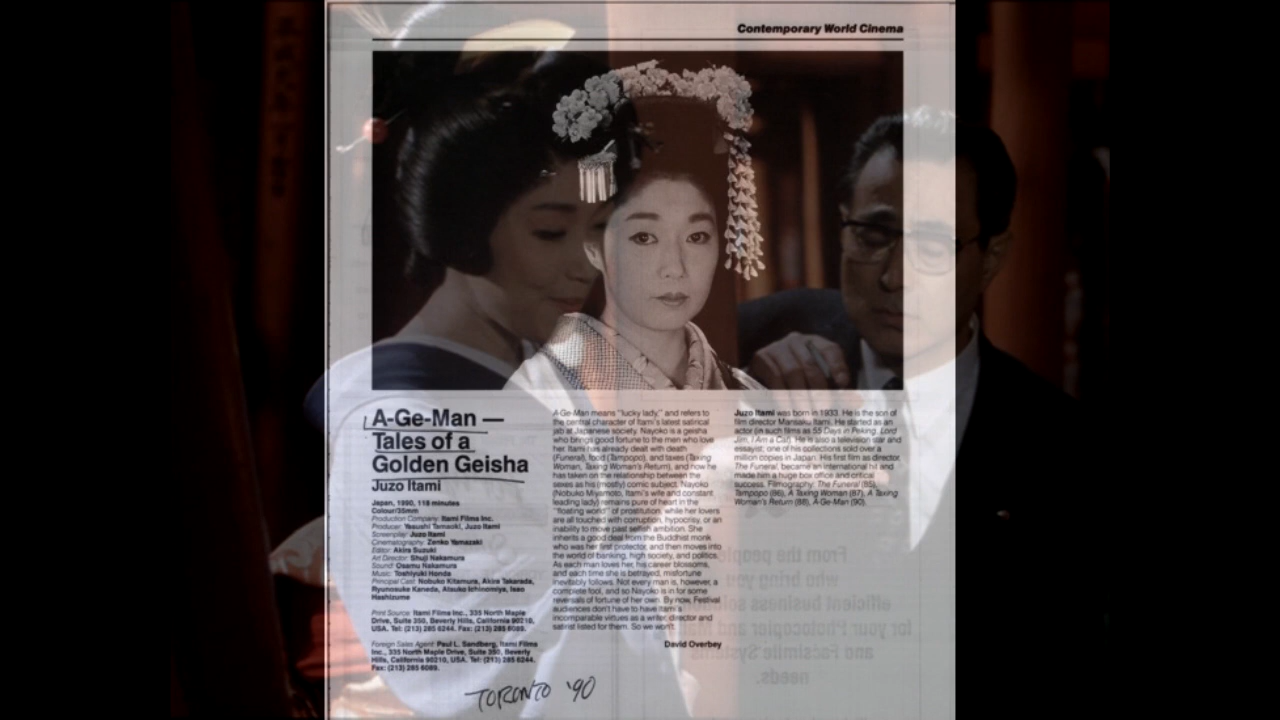 Contemporary World Cinema
A-Ge-Man —
Tales of a
Golden Geisha
Juzo Itami
Japan, 1990, 118 minutes
Colour/35mm
Production Company: Itami Films Inc.
Producer: Yasushi Tamaoki, Juzo Itami
Screenplay: Juzo Itami
Cinematography: Zenko Yamazaki
Editor: Akira Suzuki
Art Director: Shuji Nakamura
Sound: Osamu Nakamura
Music: Toshiyuki Honda
Principal Cast: Nobuko Kitamura, Akira Takarada,
Ryunosuke Kaneda, Atsuko Ichinomiya, Isao
Hashizume
Print Source: Itami Films Inc., 335 North Maple
Drive, Suite 350, Beverly Hills, California 90210,
USA. Tel: (213) 285 6244. Fax: (213) 285 6089.
Foreign Sales Agent: Paul L. Sandberg, Itami Films
Inc., 335 North Maple Drive, Suite 350, Beverly
Hills, California 90210, USA. Tel: (213) 285 6244.
Fax: (213) 285 6089.
A-Ge-Man means "lucky lady," and refers to
the central character of Itami's latest satirical
jab at Japanese society. Nayoko is a geisha
who brings good fortune to the men who love
her. Itami has already dealt with death
(Funeral), food (Tampopo), and taxes (Taxing
Woman, Taxing Woman's Return), and now he
has taken on the relationship between the
sexes as his (mostly) comic subject. Nayoko
(Nobuko Miyamoto, Itami's wife and constant
leading lady) remains pure of heart in the
"floating world" of prostitution, while her lovers
are all touched with corruption, hypocrisy, or an
inability to move past selfish ambition. She
inherits a good deal from the Buddhist monk
who was her first protector, and then moves into
the world of banking, high society, and politics.
As each man loves her, his career blossoms,
and each time she is betrayed, misfortune
inevitably follows. Not every man is, however, a
complete fool, and so Nayoko is in for some
reversals of fortune of her own. By now, Festival
audiences don't have to have Itami's
incomparable virtues as a writer, director and
satirist listed for them. So we won't.
David Overbey
Juzo Itami was born in 1933. He is the son of
film director Mansaku Itami. He started as an
actor (in such films as 55 Days in Peking, Lord
Jim, I Am a Cat). He is also a television star and
essayist; one of his collections sold over a
million copies in Japan. His first film as director,
The Funeral, became an international hit and
made him a huge box office and critical
success. Filmography: The Funeral (85),
Tampopo (86), A Taxing Woman (87), A Taxing
Woman's Return (88), A-Ge-Man (90).
From the people
who bring you
efficient business
for your Photocopier and
and Facsimile Systems
needs.
TORONTO '90